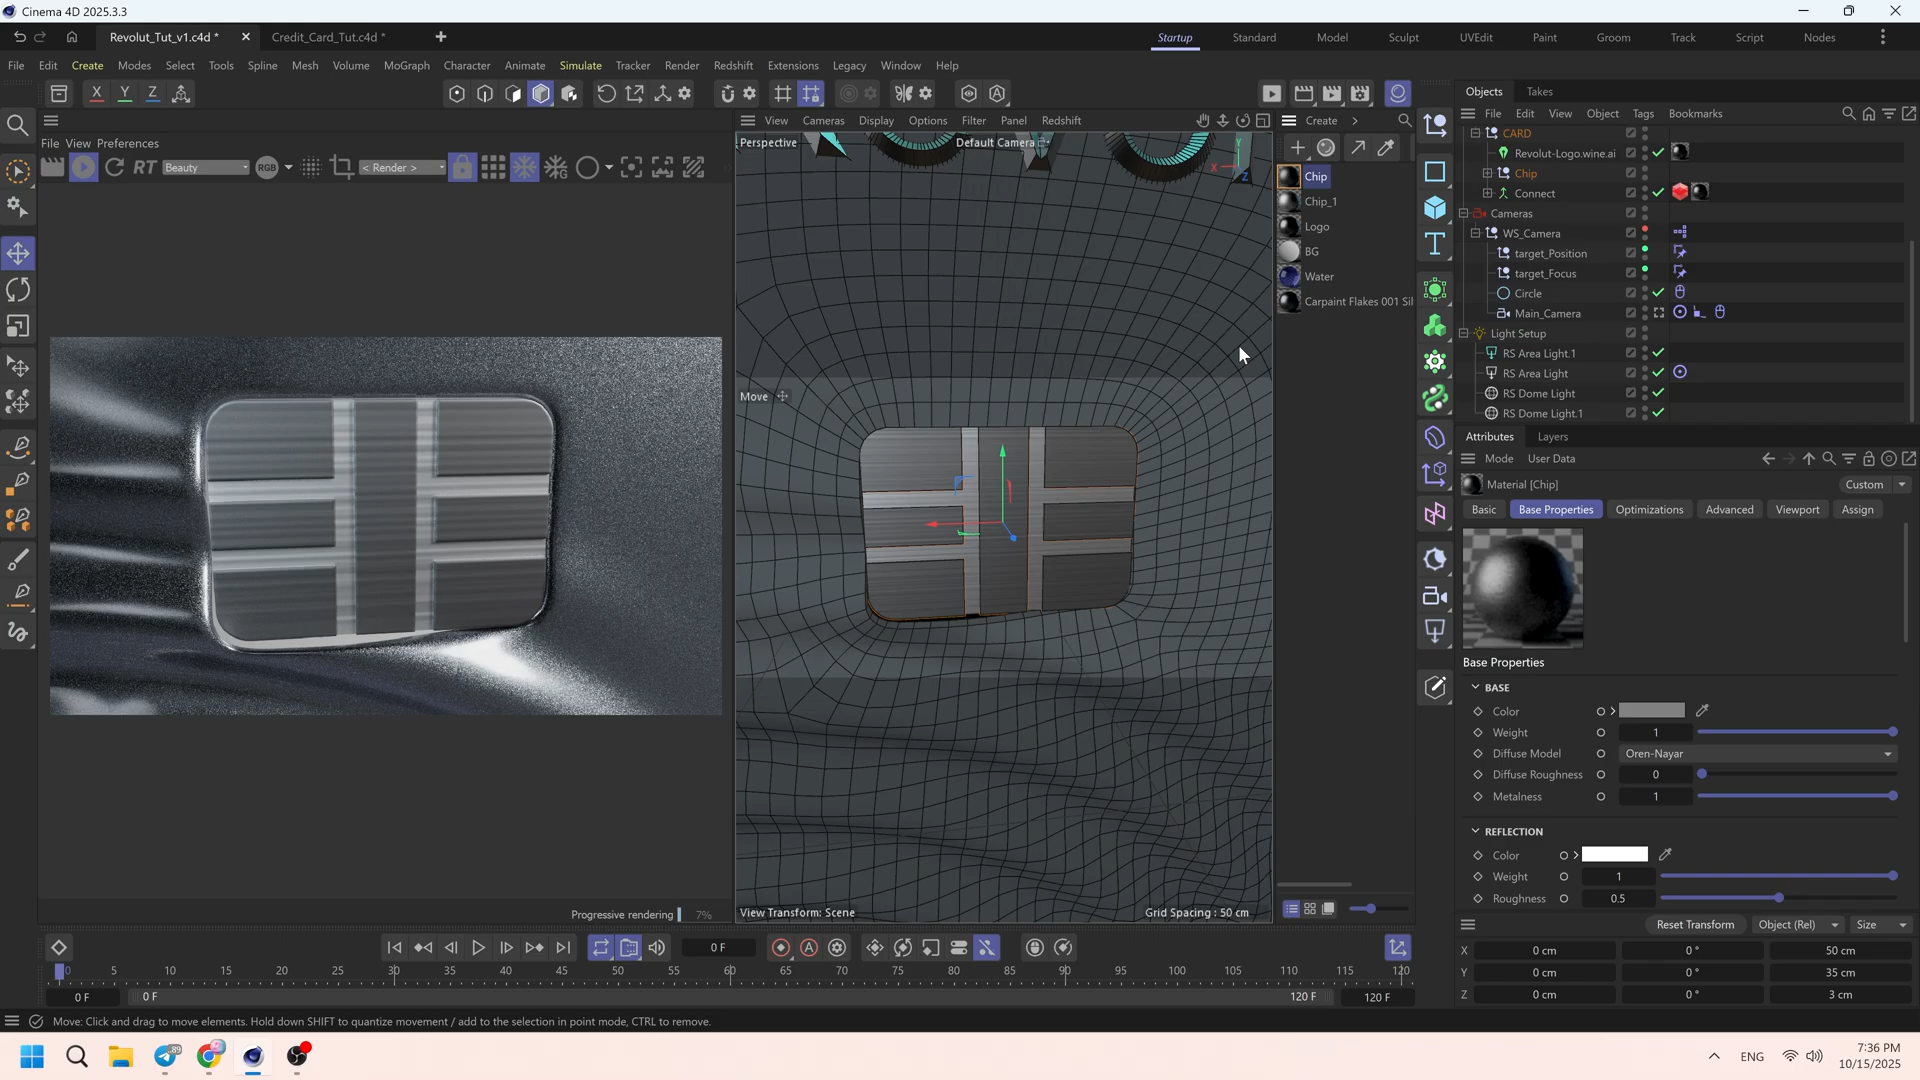 Cinema 4D 2025.3.3
Revolut_Tut_v1.c4d * Credit_Card_Tut.c4d *
Startup Standard Model Sculpt UVEdit Paint Groom Track Script Nodes
File Edit Create Modes Select Tools Spline Mesh Volume MoGraph Character Animate Simulate Tracker Render Redshift Extensions Legacy Window Help
X Y Z
Objects Takes
File Edit View Object Tags Bookmarks
View Cameras Display Options Filter Panel Redshift
Create
File View Preferences
RT Beauty RGB < Render >
Perspective
Default Camera
X Y Z
Move
View Transform: Scene
Grid Spacing : 50 cm
Chip
Chip_1
Logo
BG
Water
Carpaint Flakes 001 Sil
CARD
Revolut-Logo.wine.ai
Chip
Connect
Cameras
WS_Camera
target_Position
target_Focus
Circle
Main_Camera
Light Setup
RS Area Light.1
RS Area Light
RS Dome Light
RS Dome Light.1
Attributes Layers
Mode User Data
Material [Chip]
Custom
Basic Base Properties Optimizations Advanced Viewport Assign
Base Properties
BASE
Color
Weight 1
Diffuse Model Oren-Nayar
Diffuse Roughness 0
Metalness 1
REFLECTION
Color
Weight 1
Roughness 0.5
Progressive rendering 7%
Reset Transform Object (Rel) Size
X 0 cm 0 ° 50 cm
Y 0 cm 0 ° 35 cm
Z 0 cm 0 ° 3 cm
0 F
0 5 10 15 20 25 30 35 40 45 50 55 60 65 70 75 80 85 90 95 100 105 110 115 120
0 F 0 F 120 F 120 F
Move: Click and drag to move elements. Hold down SHIFT to quantize movement / add to the selection in point mode, CTRL to remove.
89
ENG
7:36 PM
10/15/2025